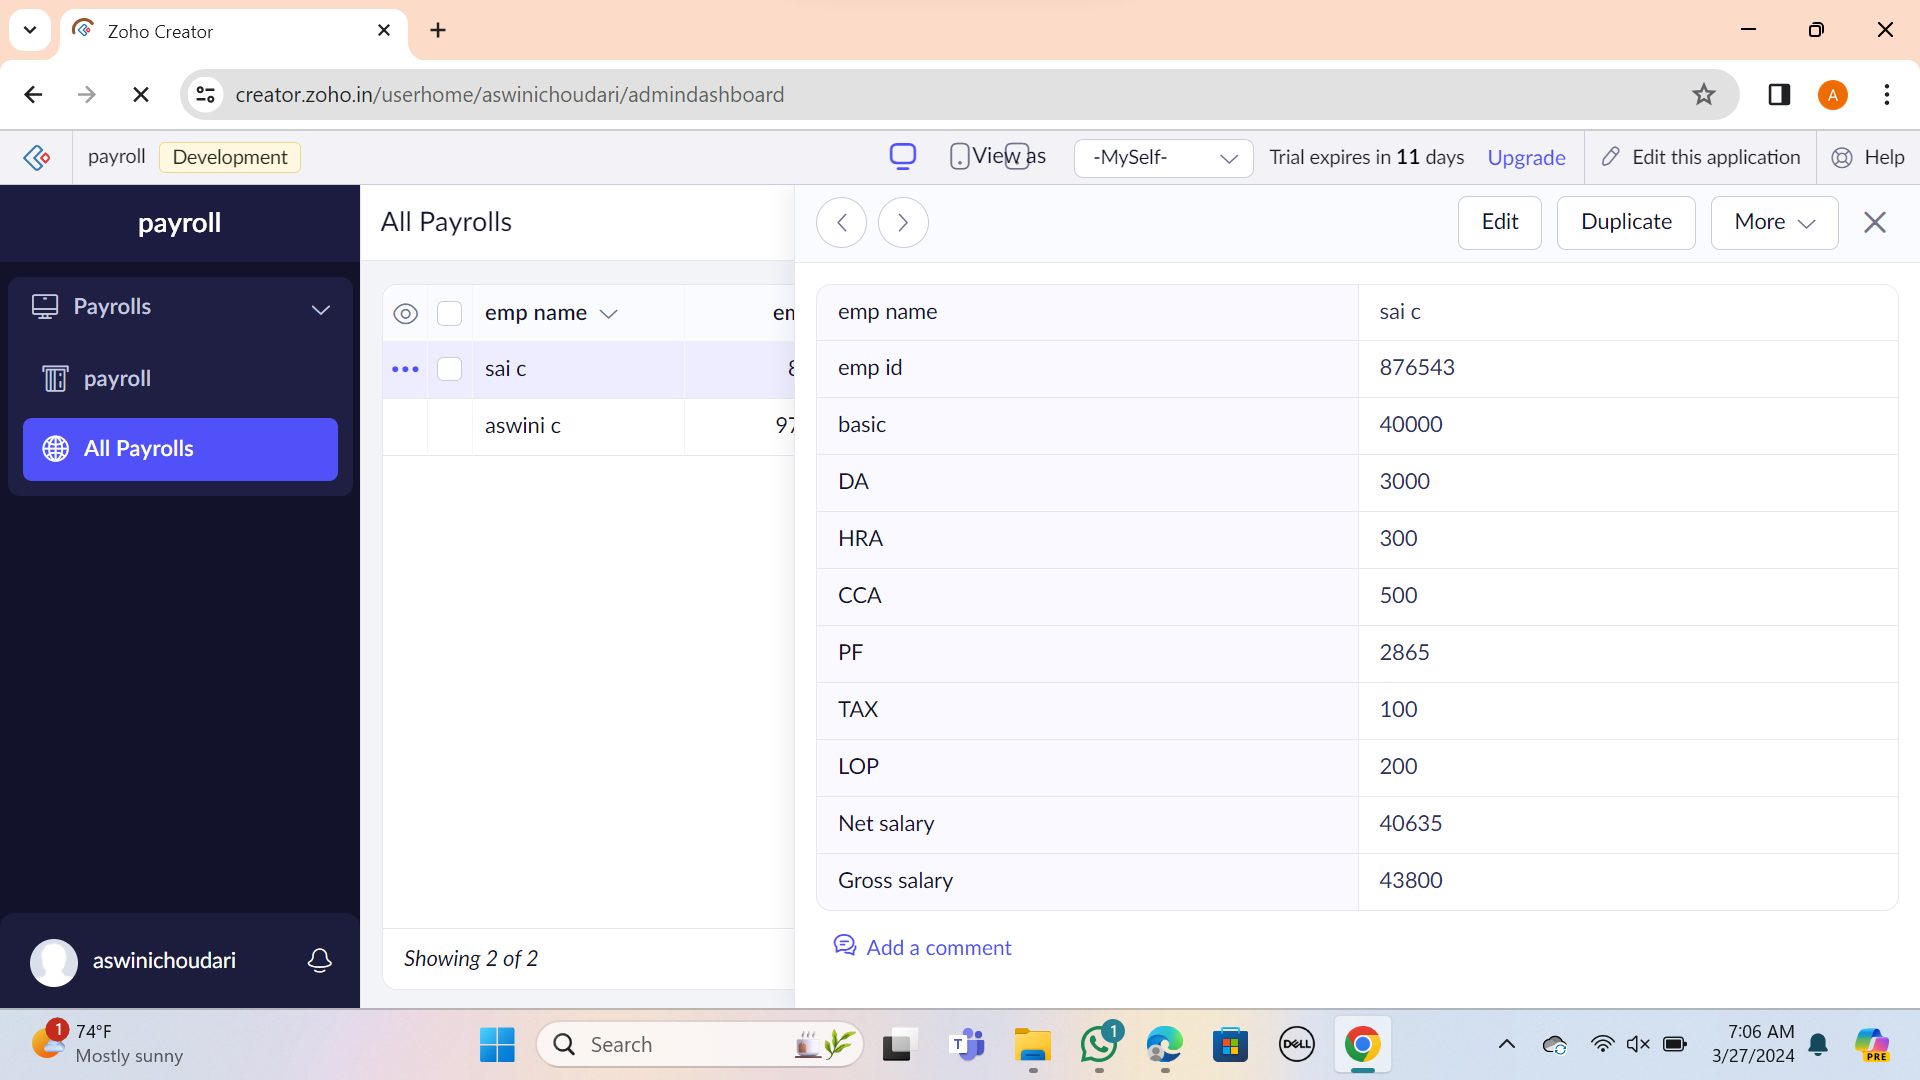 Zoho Creator
creator.zoho.in/userhome/aswinichoudari/admindashboard
A
payroll Development View as -MySelf- Trial expires in 11 days Upgrade Edit this application Help
payroll
Payrolls
payroll
All Payrolls
aswinichoudari
All Payrolls
emp name em
sai c 8
aswini c 97
Showing 2 of 2
Edit Duplicate More
emp name sai c
emp id 876543
basic 40000
DA 3000
HRA 300
CCA 500
PF 2865
TAX 100
LOP 200
Net salary 40635
Gross salary 43800
Add a comment
1 74°F
Mostly sunny
Search
T
1
DELL
7:06 AM
3/27/2024
PRE